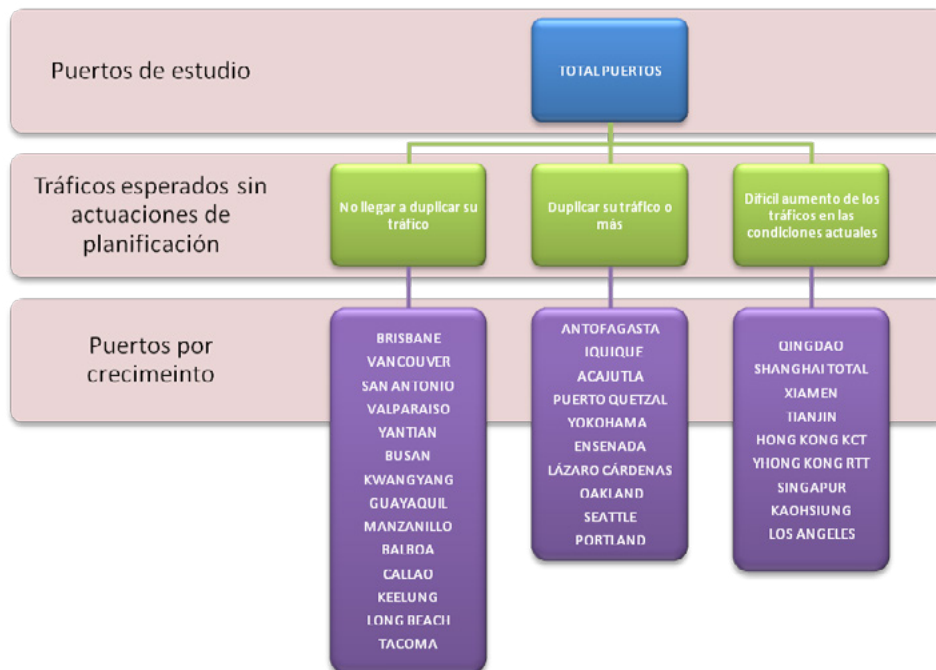 Puertos de estudio
TOTAL PUERTOS
Tráficos esperados sin
actuaciones de
planificación
No llegar a duplicar su
tráfico
Duplicar su tráfico o
más
Difícil aumento de los
tráficos en las
condiciones actuales
Puertos por
crecimeinto
BRISBANE
VANCOUVER
SAN ANTONIO
VALPARAISO
YANTIAN
BUSAN
KWANGYANG
GUAYAQUIL
MANZANILLO
BALBOA
CALLAO
KEELUNG
LONG BEACH
TACOMA
ANTOFAGASTA
IQUIQUE
ACAJUTLA
PUERTO QUETZAL
YOKOHAMA
ENSENADA
LÁZARO CÁRDENAS
OAKLAND
SEATTLE
PORTLAND
QINGDAO
SHANGHAI TOTAL
XIAMEN
TIANJIN
HONG KONG KCT
YHONG KONG RTT
SINGAPUR
KAOHSIUNG
LOS ANGELES